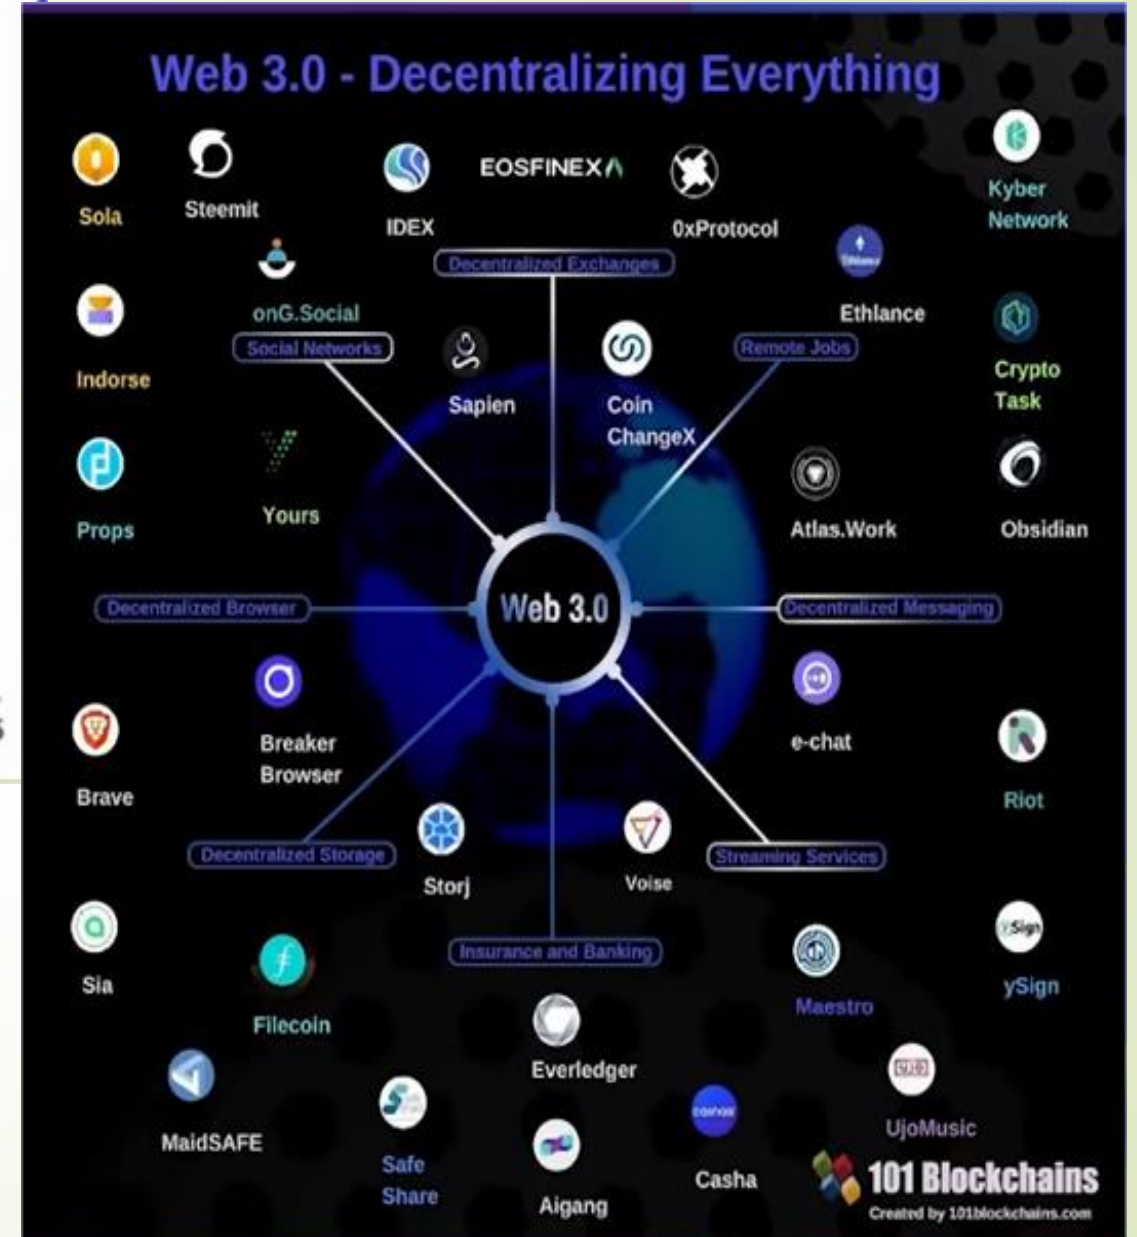 Web 3.0 - Decentralizing Everything
Sola
Steemit
IDEX
EOSFINEX
0xProtocol
Kyber
Network
Decentralized Exchanges
onG.Social
Social Networks
Ethlance
Remote Jobs
Indorse
Sapien
Coin
ChangeX
Crypto
Task
Props
Yours
Atlas.Work
Obsidian
Decentralized Browser
Web 3.0
Decentralized Messaging
Brave
Breaker
Browser
e-chat
Riot
Decentralized Storage
Storj
Voise
Streaming Services
Sia
Filecoin
Insurance and Banking
Maestro
ySign
ySign
MaidSAFE
Safe
Share
Everledger
Aigang
Casha
UjoMusic
101 Blockchains
Created by 101blockchains.com